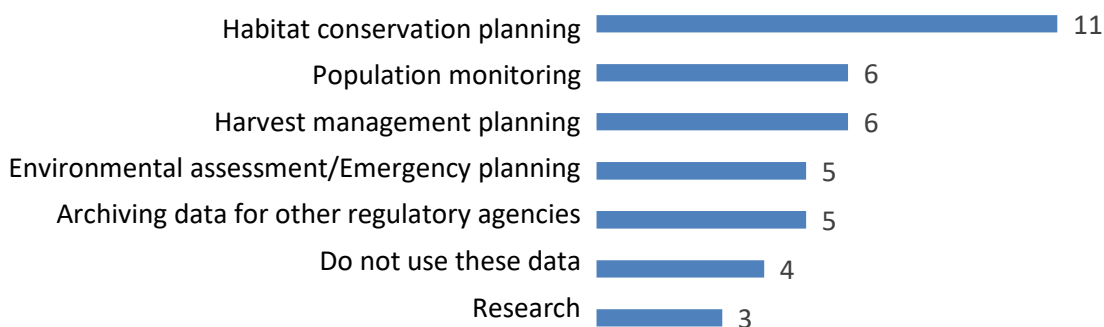 Habitat conservation planning 11
Population monitoring 6
Harvest management planning 6
Environmental assessment/Emergency planning 5
Archiving data for other regulatory agencies 5
Do not use these data 4
Research 3